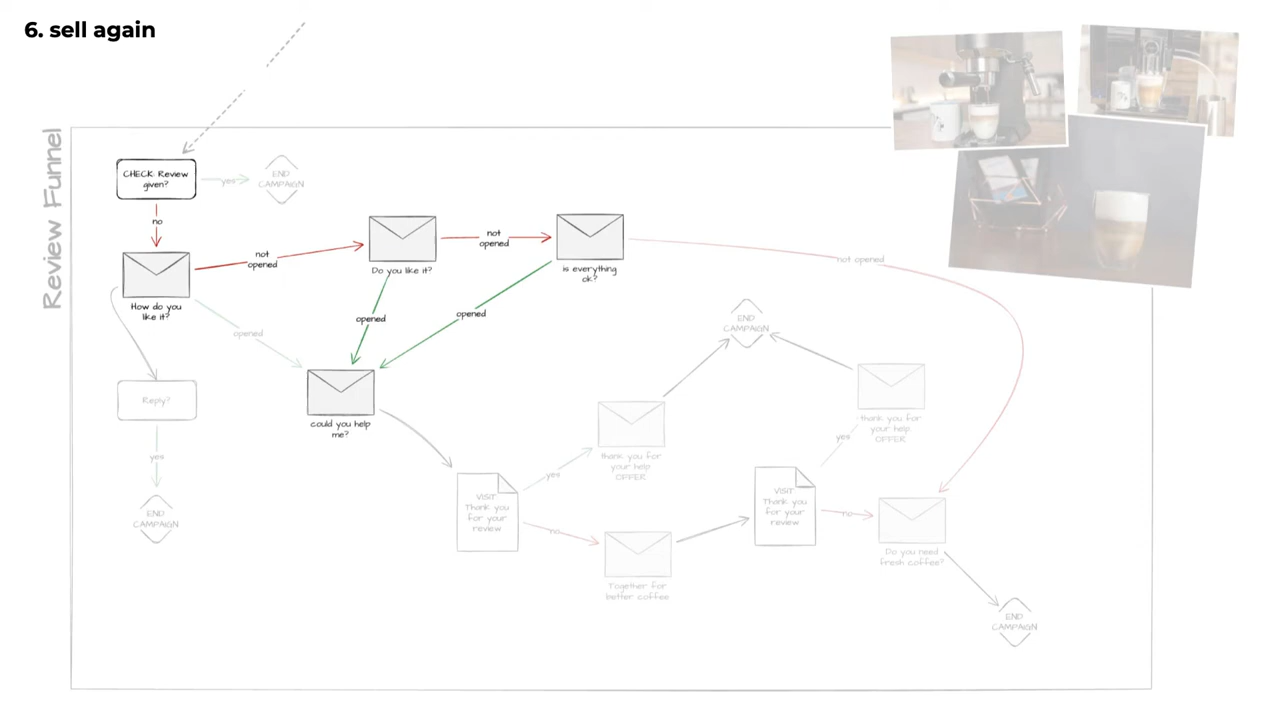 6. sell again
Review Funnel
CHECK: Review
given?
yes
END
CAMPAIGN
no
How do you
like it?
not
opened
Do you like it?
not
opened
is everything
ok?
not opened
opened
opened
opened
Reply?
yes
END
CAMPAIGN
could you help
me?
VISIT
Thank you
for your
review
yes
thank you for
your help
OFFER
END
CAMPAIGN
no
Together for
better coffee
VISIT
Thank you
for your
review
yes
thank you for
your help
OFFER
no
Do you need
fresh coffee?
END
CAMPAIGN